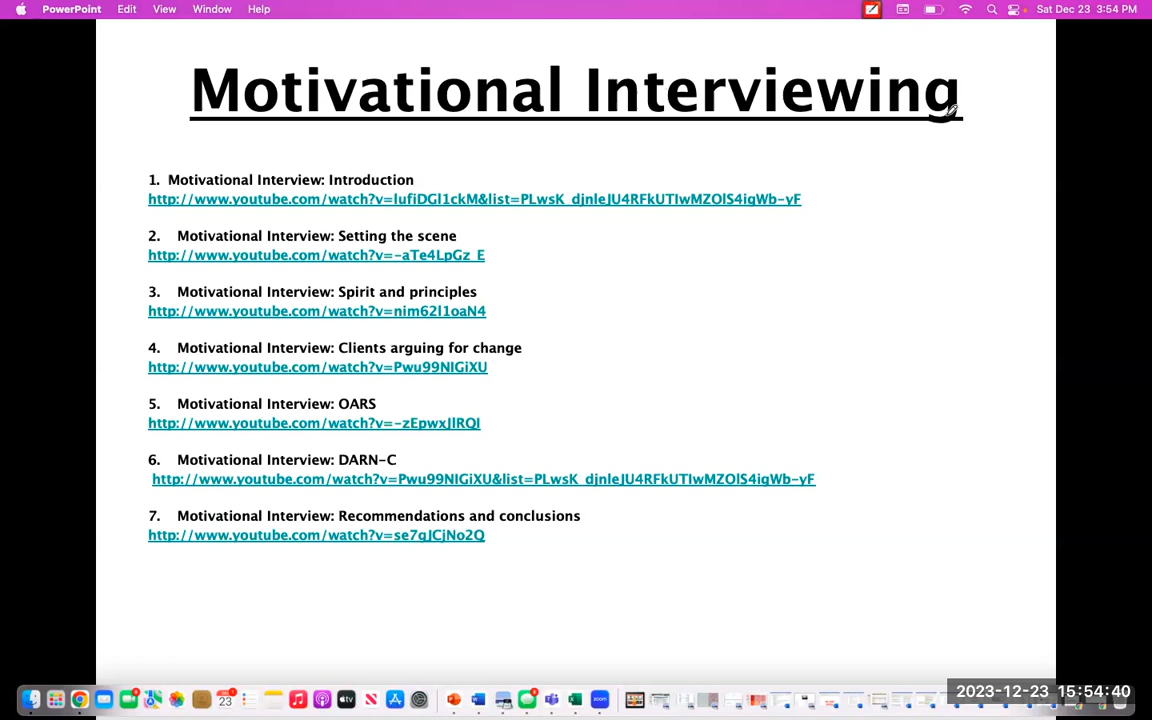 PowerPoint Edit View Window Help Sat Dec 23 3:54 PM
Motivational Interviewing
1. Motivational Interview: Introduction
http://www.youtube.com/watch?v=lufiDGl1ckM&list=PLwsK_djnleJU4RFkUTIwMZOlS4igWb-yF
2. Motivational Interview: Setting the scene
http://www.youtube.com/watch?v=-aTe4LpGz_E
3. Motivational Interview: Spirit and principles
http://www.youtube.com/watch?v=nim62l1oaN4
4. Motivational Interview: Clients arguing for change
http://www.youtube.com/watch?v=Pwu99NIGiXU
5. Motivational Interview: OARS
http://www.youtube.com/watch?v=-zEpwxJlRQI
6. Motivational Interview: DARN-C
http://www.youtube.com/watch?v=Pwu99NIGiXU&list=PLwsK_djnleJU4RFkUTIwMZOlS4igWb-yF
7. Motivational Interview: Recommendations and conclusions
http://www.youtube.com/watch?v=se7gJCjNo2Q
2023-12-23 15:54:40